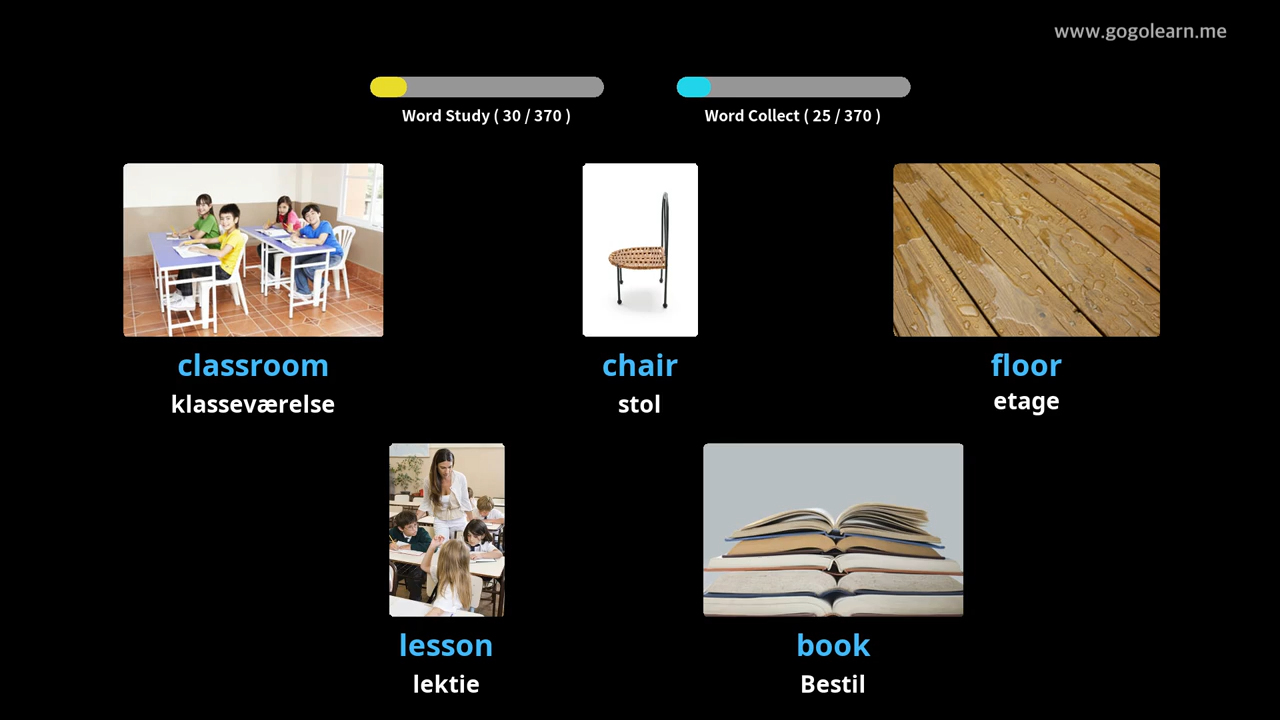 www.gogolearn.me
Word Study ( 30 / 370 )
Word Collect ( 25 / 370 )
classroom
klasseværelse
chair
stol
floor
etage
lesson
lektie
book
Bestil